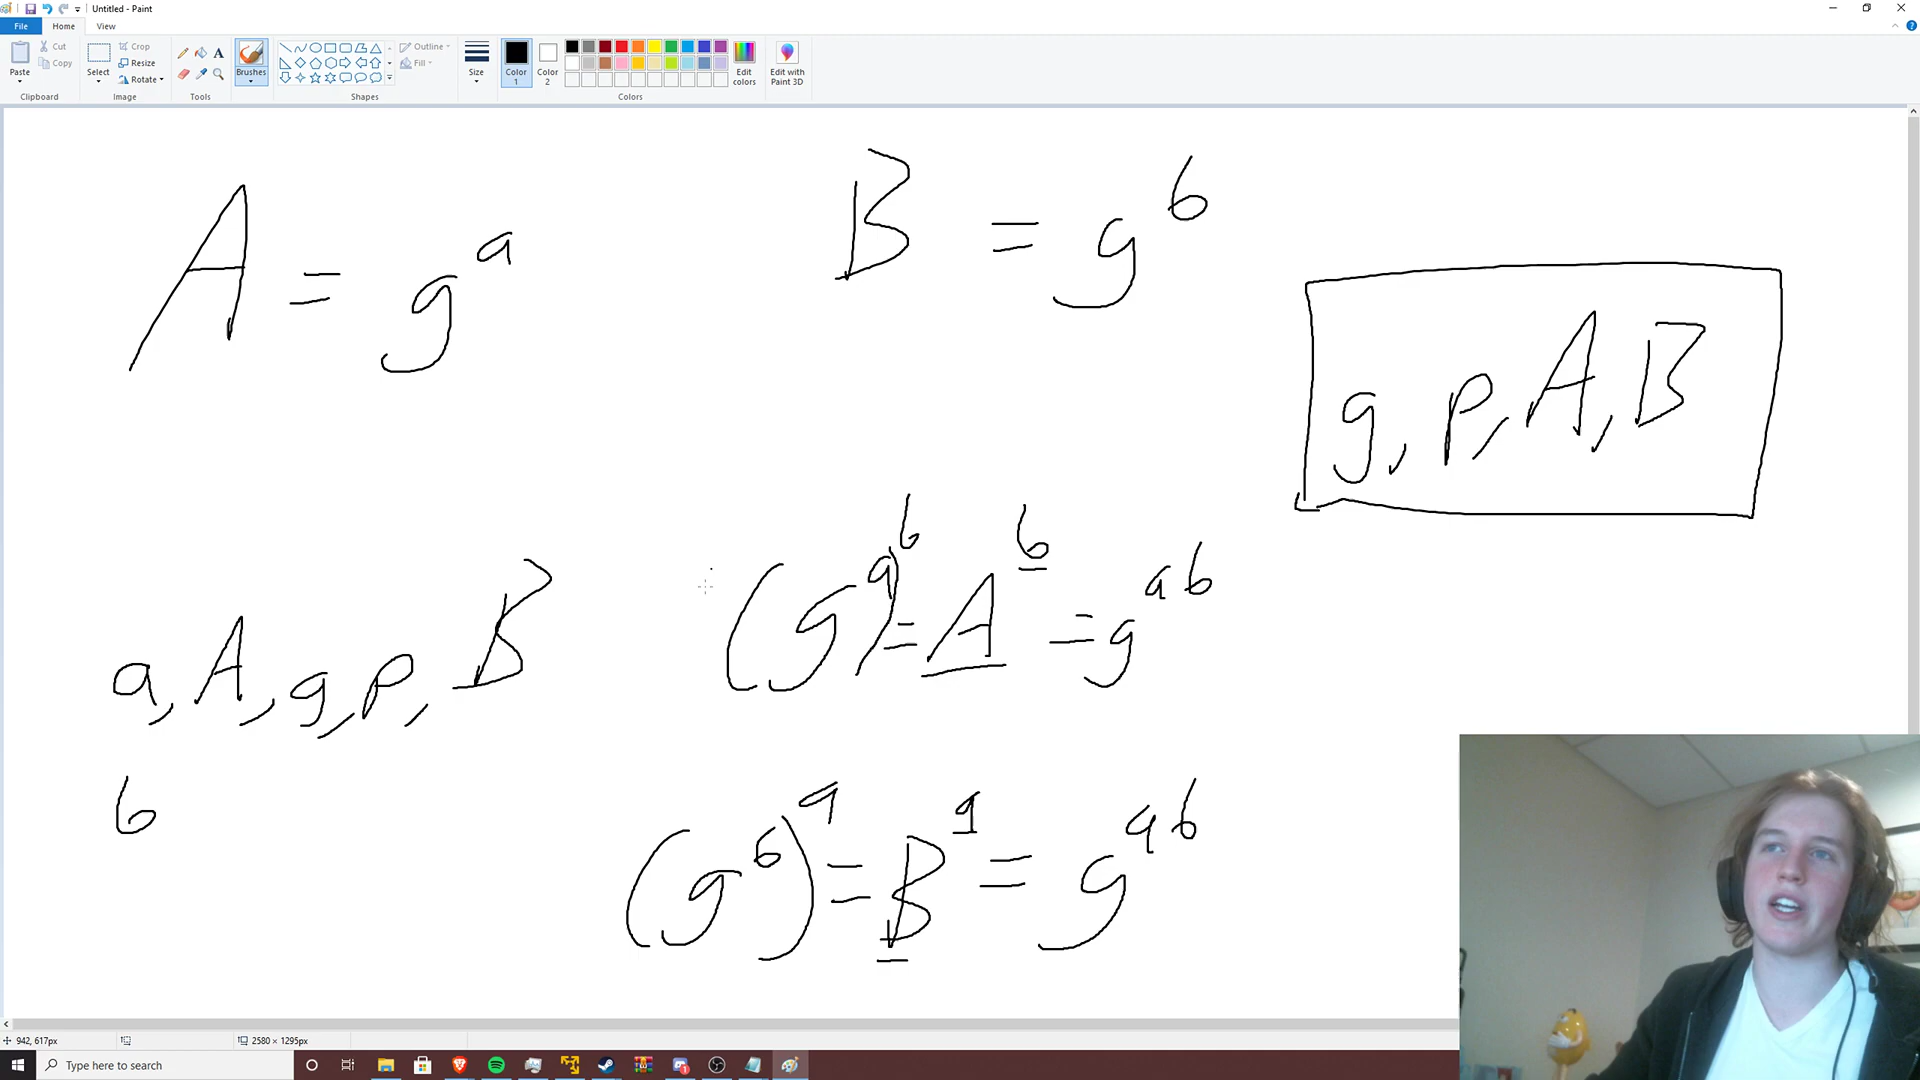 Untitled - Paint
File
Home
View
Paste
Cut
Copy
Clipboard
Select
Crop
Resize
Rotate
Image
Tools
Brushes
Outline
Fill
Shapes
Size
Color 1
Color 2
Edit colors
Edit with Paint 3D
Colors
A = g^a
B = g^b
g, p, A, B
(g^a)^b = A^b = g^ab
a, A, g, p, B
b
(g^b)^a = B^a = g^ab
942, 617px
2580 × 1295px
Type here to search